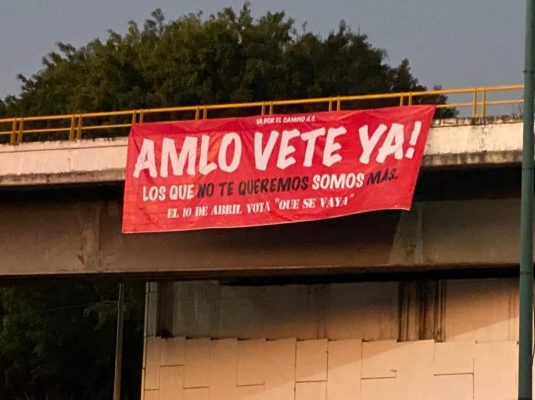 VA POR EL CAMBIO A.C.
AMLO VETE YA!
LOS QUE NO TE QUEREMOS SOMOS MÁS.
EL 10 DE ABRIL VOTA "QUE SE VAYA"